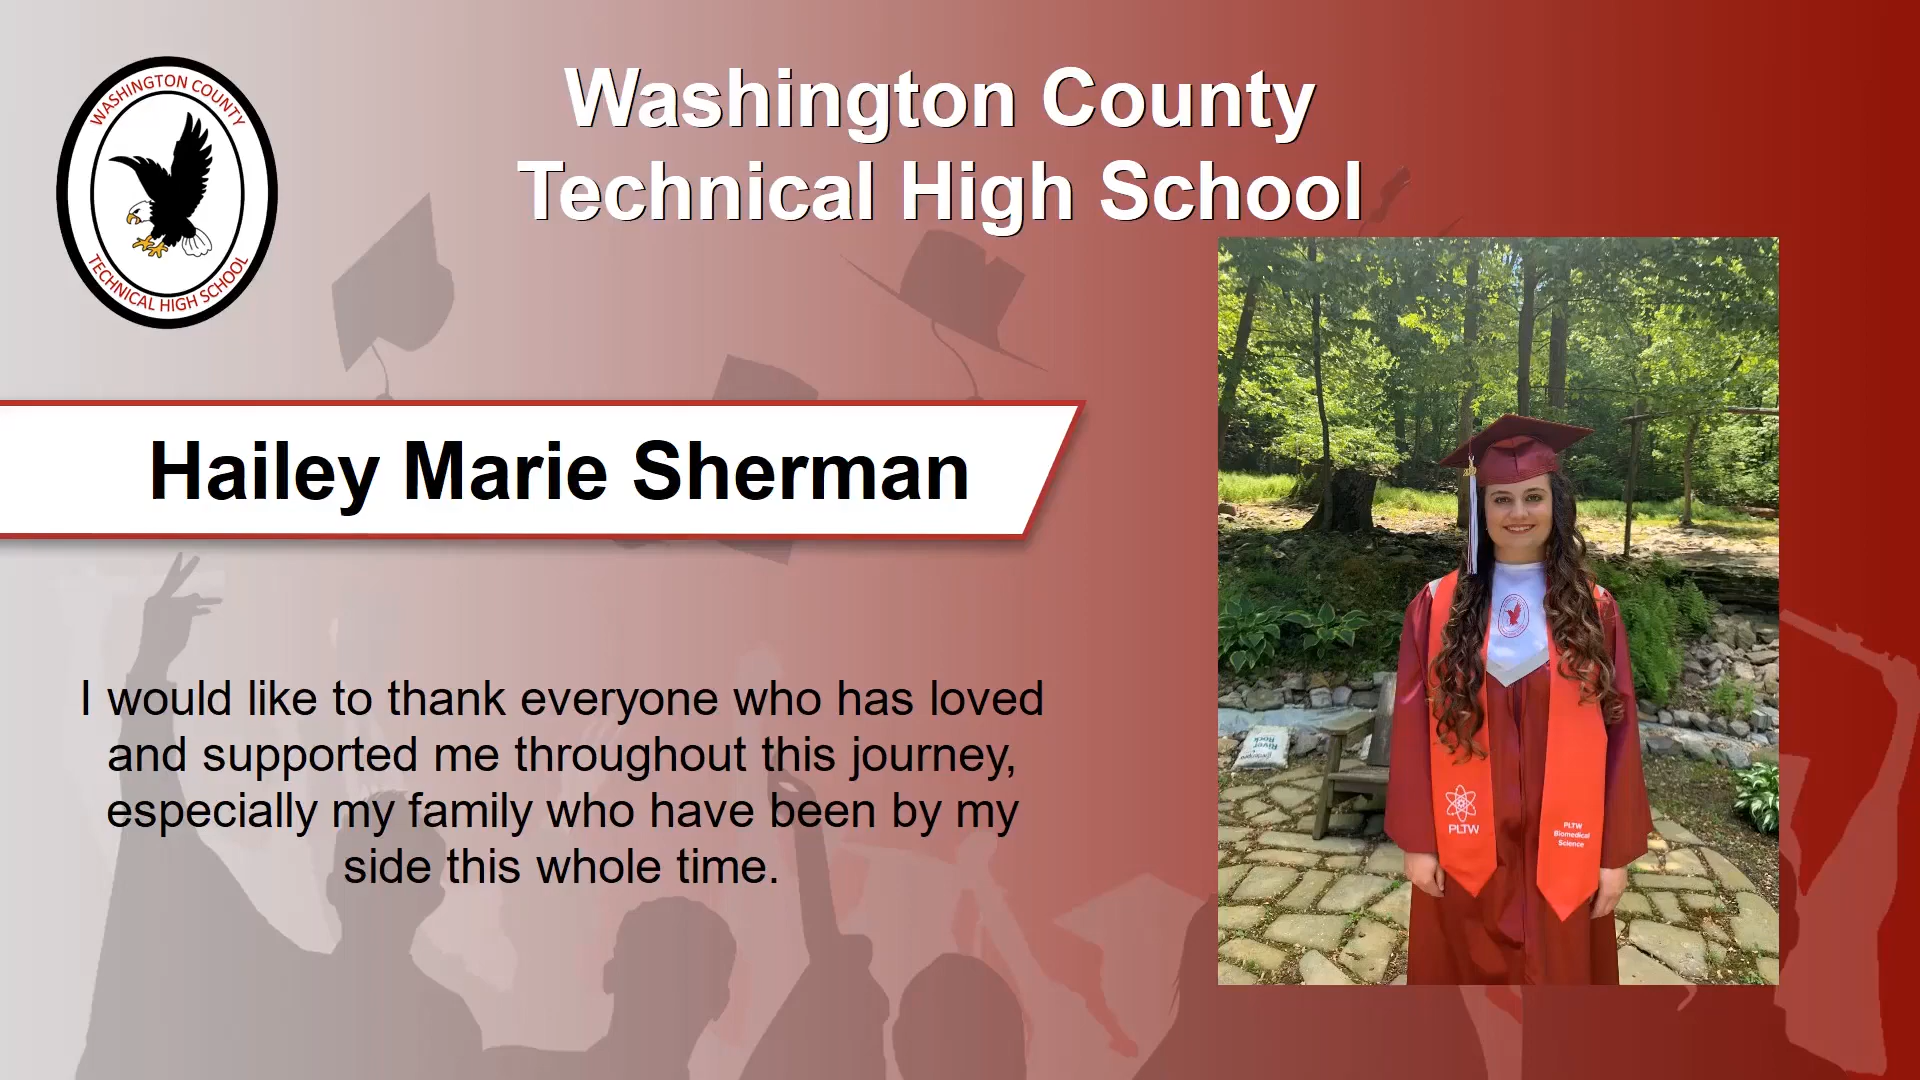 WASHINGTON COUNTY
TECHNICAL HIGH SCHOOL
Washington County
Technical High School
Hailey Marie Sherman
I would like to thank everyone who has loved
and supported me throughout this journey,
especially my family who have been by my
side this whole time.
River
Rock
PLTW
PLTW
Biomedical
Science